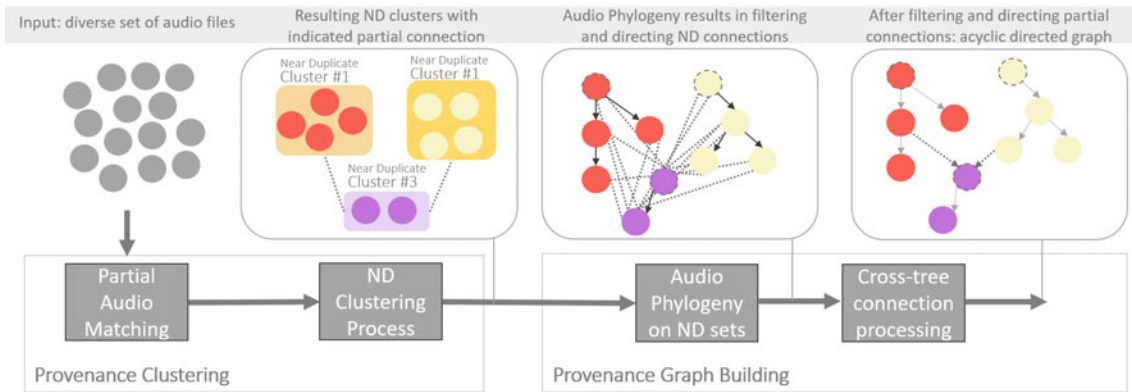 Input: diverse set of audio files
Resulting ND clusters with
indicated partial connection
Audio Phylogeny results in filtering
and directing ND connections
After filtering and directing partial
connections: acyclic directed graph
Near Duplicate
Cluster #1
Near Duplicate
Cluster #1
Near Duplicate
Cluster #3
Partial
Audio
Matching
ND
Clustering
Process
Audio
Phylogeny
on ND sets
Cross-tree
connection
processing
Provenance Clustering
Provenance Graph Building